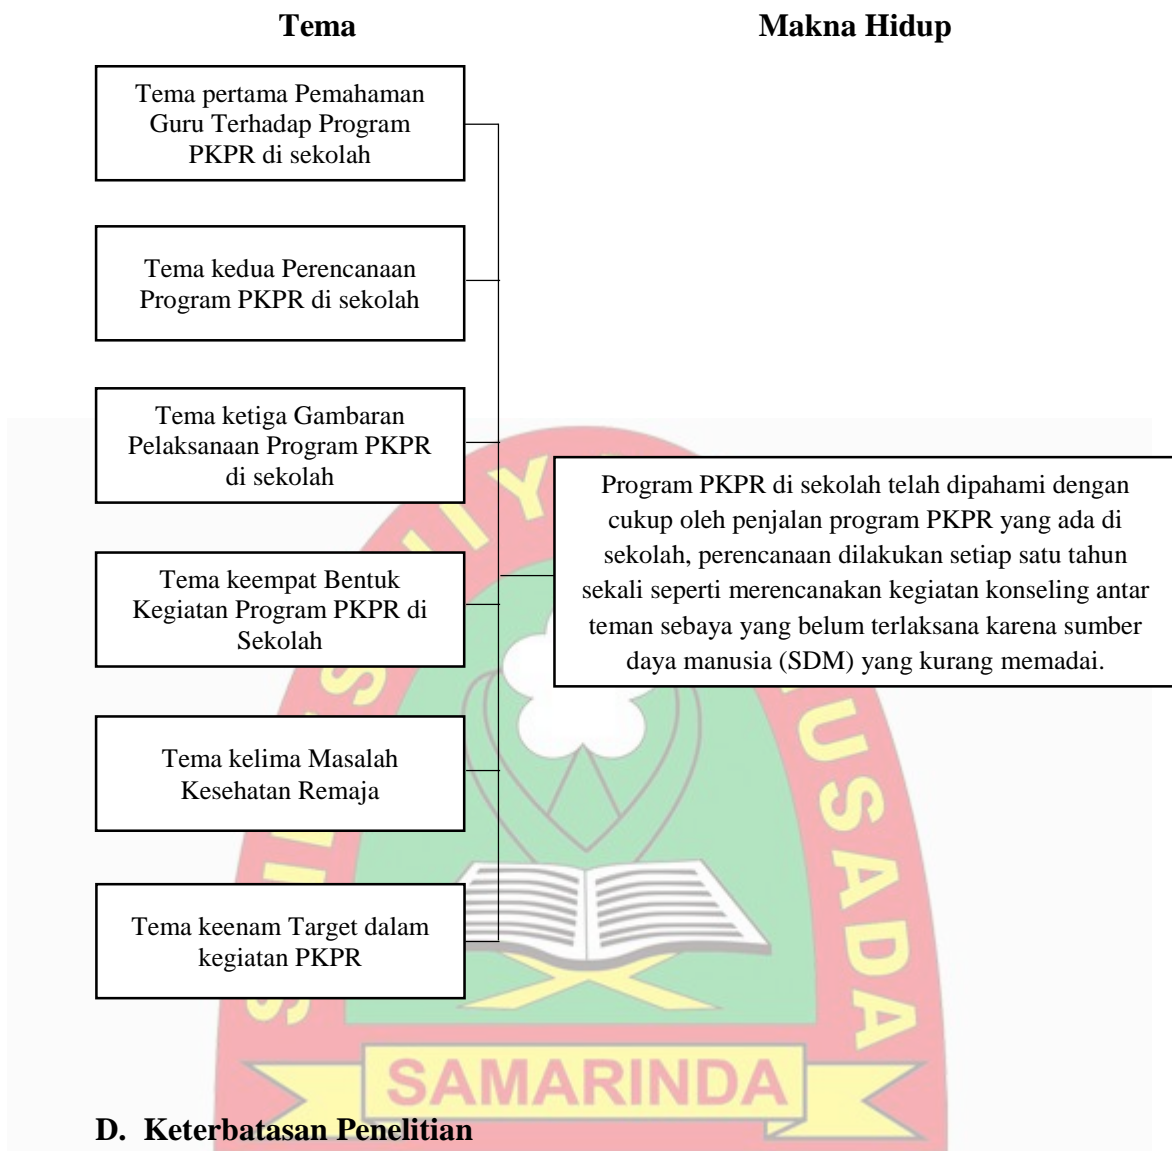 Tema
Makna Hidup
Tema pertama Pemahaman
Guru Terhadap Program
PKPR di sekolah
Tema kedua Perencanaan
Program PKPR di sekolah
Tema ketiga Gambaran
Pelaksanaan Program PKPR
di sekolah
Tema keempat Bentuk
Kegiatan Program PKPR di
Sekolah
Tema kelima Masalah
Kesehatan Remaja
Tema keenam Target dalam
kegiatan PKPR
Program PKPR di sekolah telah dipahami dengan
cukup oleh penjalan program PKPR yang ada di
sekolah, perencanaan dilakukan setiap satu tahun
sekali seperti merencanakan kegiatan konseling antar
teman sebaya yang belum terlaksana karena sumber
daya manusia (SDM) yang kurang memadai.
USADA
SAMARINDA
D. Keterbatasan Penelitian